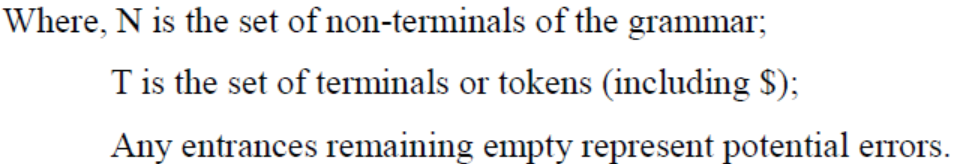 Where, N is the set of non-terminals of the grammar;
T is the set of terminals or tokens (including $);
Any entrances remaining empty represent potential errors.